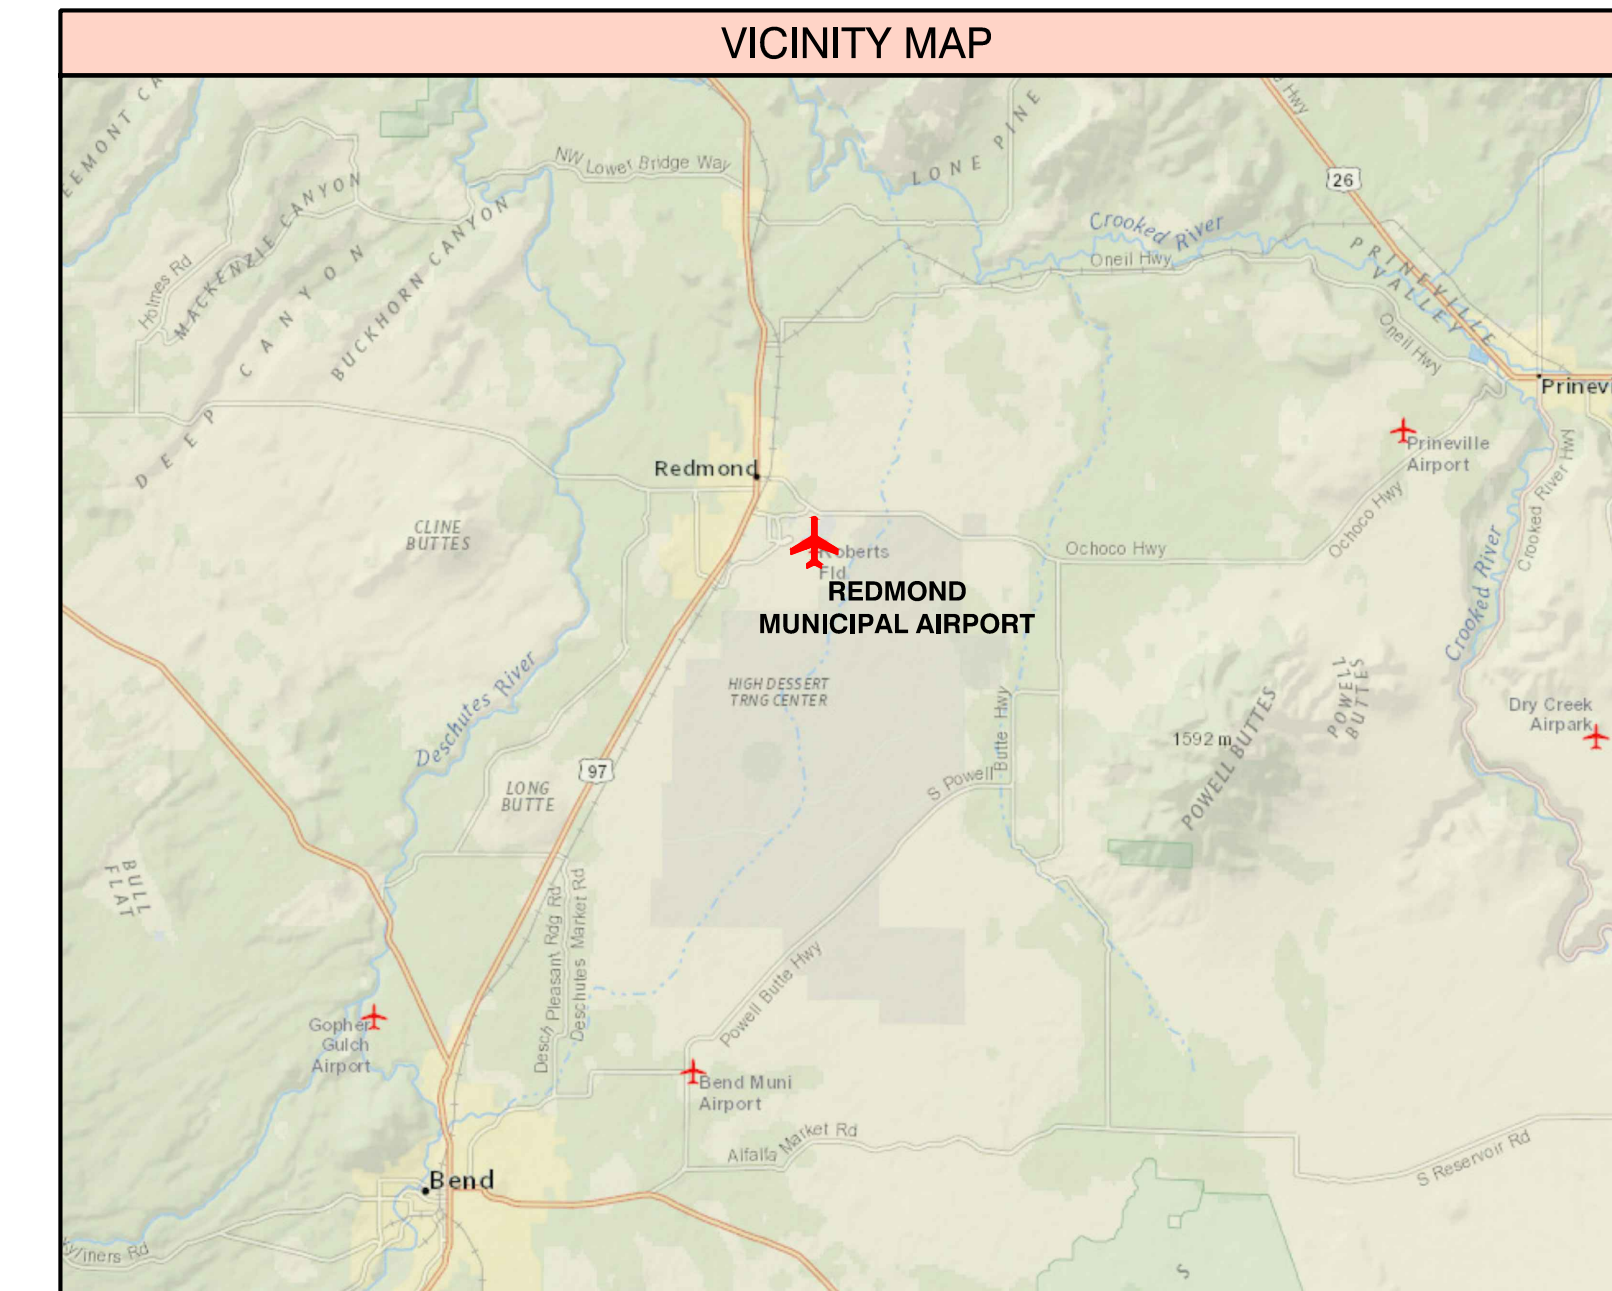 VICINITY MAP
NW Lower Bridge Way
LONE PINE
26
MACKENZIE CANYON
BUCKHORN CANYON
DEEP CANYON
Holmes Rd
Crooked River
Oneil Hwy
PRINEVILLE
VALLEY
Oneil Hwy
Prinevi
Redmond
Prineville
Airport
Crooked River Hwy
Ochoco Hwy
CLINE
BUTTES
Roberts
Fld
REDMOND
MUNICIPAL AIRPORT
Ochoco Hwy
Crooked River
Deschutes River
HIGH DESSERT
TRNG CENTER
POWELL
BUTTES
POWELL BUTTES
1592 m
Dry Creek
Airpark
97
LONG
BUTTE
S Powell Butte Hwy
BULL
FLAT
Desch Pleasant Rdg Rd
Deschutes Market Rd
Powell Butte Hwy
Gopher
Gulch
Airport
Bend Muni
Airport
Alfalfa Market Rd
S Reservoir Rd
Bend
S